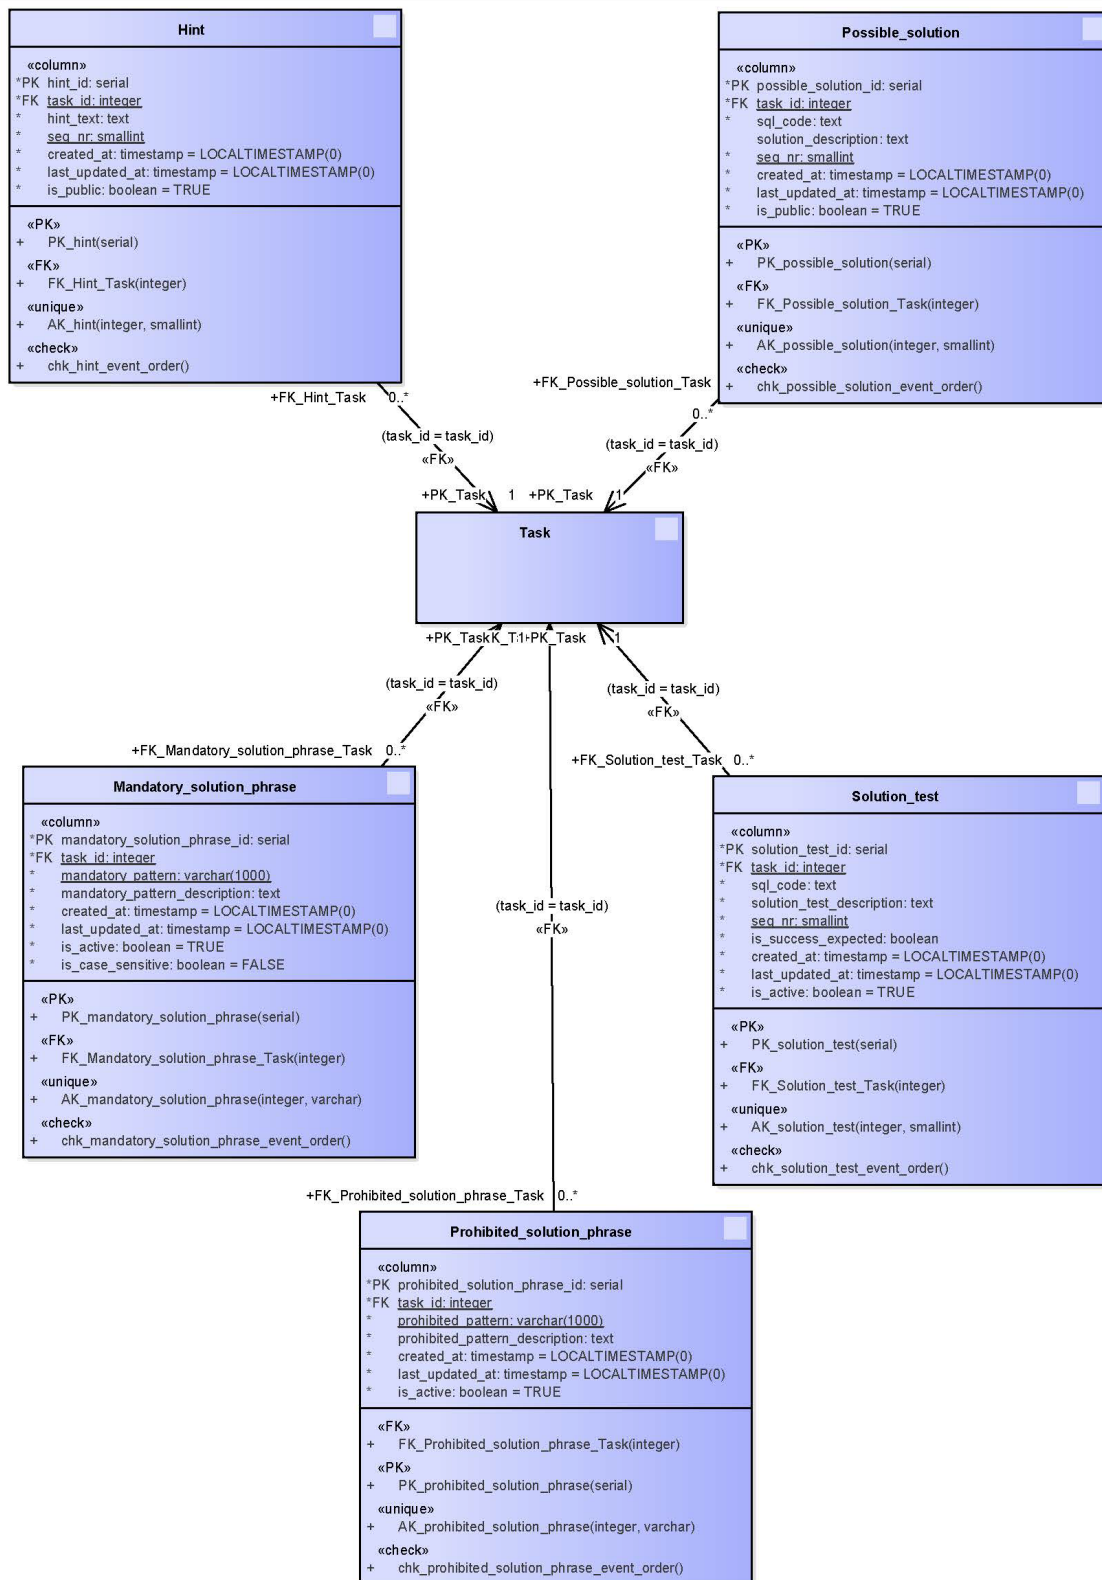 Hint
«column»
*PK hint_id: serial
*FK task_id: integer
* hint_text: text
* seq_nr: smallint
* created_at: timestamp = LOCALTIMESTAMP(0)
* last_updated_at: timestamp = LOCALTIMESTAMP(0)
* is_public: boolean = TRUE
«PK»
+ PK_hint(serial)
«FK»
+ FK_Hint_Task(integer)
«unique»
+ AK_hint(integer, smallint)
«check»
+ chk_hint_event_order()
Possible_solution
«column»
*PK possible_solution_id: serial
*FK task_id: integer
* sql_code: text
solution_description: text
* seq_nr: smallint
* created_at: timestamp = LOCALTIMESTAMP(0)
* last_updated_at: timestamp = LOCALTIMESTAMP(0)
* is_public: boolean = TRUE
«PK»
+ PK_possible_solution(serial)
«FK»
+ FK_Possible_solution_Task(integer)
«unique»
+ AK_possible_solution(integer, smallint)
«check»
+ chk_possible_solution_event_order()
+FK_Hint_Task 0..*
(task_id = task_id)
«FK»
+PK_Task 1
+FK_Possible_solution_Task
0..*
(task_id = task_id)
«FK»
+PK_Task 1
Task
+PK_Task
1
+PK_Task 1
(task_id = task_id)
«FK»
+FK_Mandatory_solution_phrase_Task 0..*
(task_id = task_id)
«FK»
+FK_Solution_test_Task 0..*
Mandatory_solution_phrase
«column»
*PK mandatory_solution_phrase_id: serial
*FK task_id: integer
* mandatory_pattern: varchar(1000)
* mandatory_pattern_description: text
* created_at: timestamp = LOCALTIMESTAMP(0)
* last_updated_at: timestamp = LOCALTIMESTAMP(0)
* is_active: boolean = TRUE
* is_case_sensitive: boolean = FALSE
«PK»
+ PK_mandatory_solution_phrase(serial)
«FK»
+ FK_Mandatory_solution_phrase_Task(integer)
«unique»
+ AK_mandatory_solution_phrase(integer, varchar)
«check»
+ chk_mandatory_solution_phrase_event_order()
(task_id = task_id)
«FK»
Solution_test
«column»
*PK solution_test_id: serial
*FK task_id: integer
* sql_code: text
* solution_test_description: text
* seq_nr: smallint
* is_success_expected: boolean
* created_at: timestamp = LOCALTIMESTAMP(0)
* last_updated_at: timestamp = LOCALTIMESTAMP(0)
* is_active: boolean = TRUE
«PK»
+ PK_solution_test(serial)
«FK»
+ FK_Solution_test_Task(integer)
«unique»
+ AK_solution_test(integer, smallint)
«check»
+ chk_solution_test_event_order()
+FK_Prohibited_solution_phrase_Task 0..*
Prohibited_solution_phrase
«column»
*PK prohibited_solution_phrase_id: serial
*FK task_id: integer
* prohibited_pattern: varchar(1000)
* prohibited_pattern_description: text
* created_at: timestamp = LOCALTIMESTAMP(0)
* last_updated_at: timestamp = LOCALTIMESTAMP(0)
* is_active: boolean = TRUE
«FK»
+ FK_Prohibited_solution_phrase_Task(integer)
«PK»
+ PK_prohibited_solution_phrase(serial)
«unique»
+ AK_prohibited_solution_phrase(integer, varchar)
«check»
+ chk_prohibited_solution_phrase_event_order()